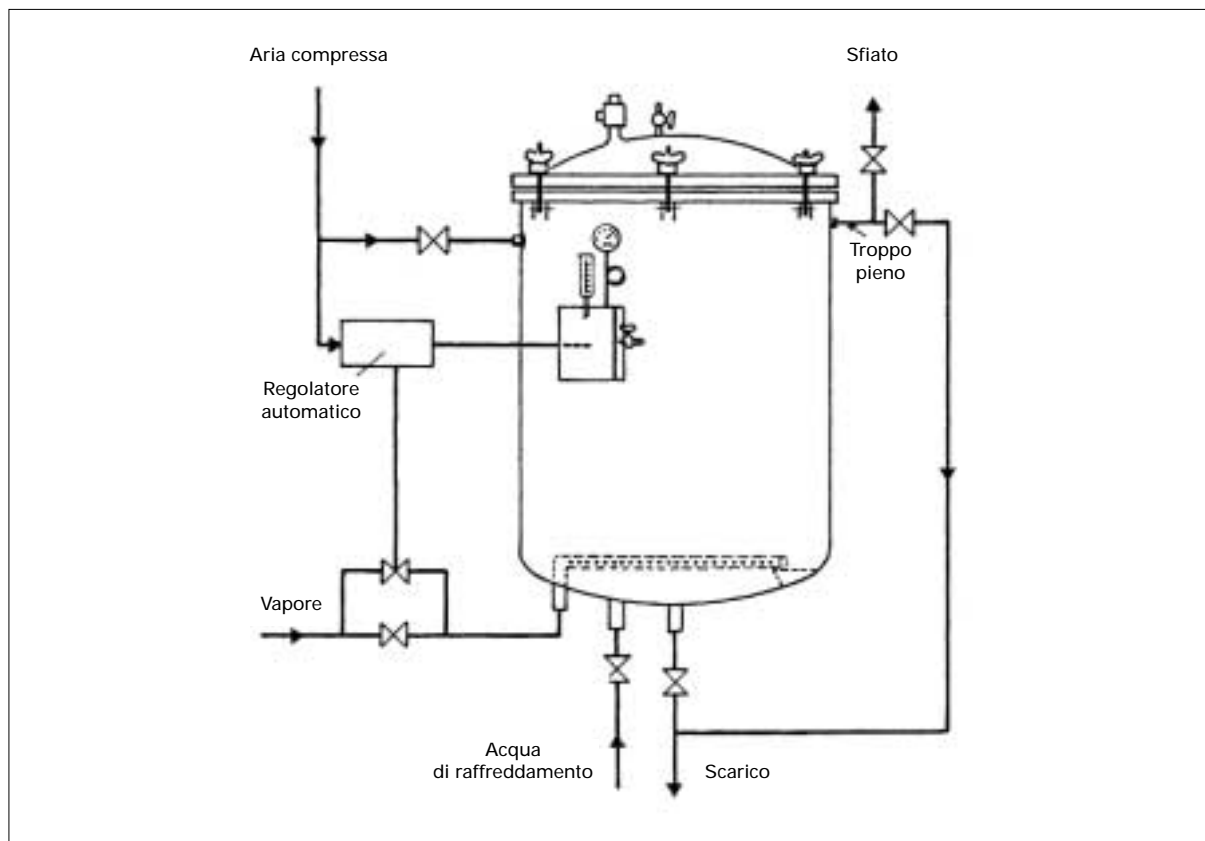 Aria compressa
Sfiato
Troppo
pieno
Regolatore
automatico
Vapore
Acqua
di raffreddamento
Scarico